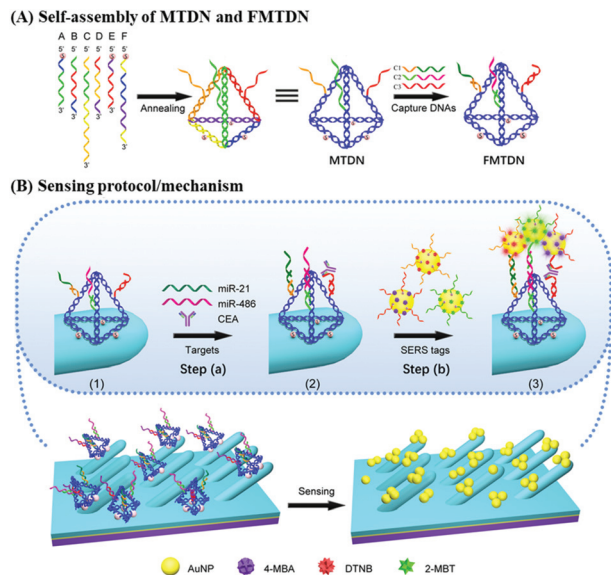 (A) Self-assembly of MTDN and FMTDN
A B C D E F
5' 5' 5' 5' 5' 5'
3' 3' 3' 3' 3' 3'
Annealing
MTDN
C1
C2
C3
Capture DNAs
FMTDN
(B) Sensing protocol/mechanism
miR-21
miR-486
CEA
Targets
Step (a)
SERS tags
Step (b)
(1) (2) (3)
Sensing
AuNP 4-MBA DTNB 2-MBT